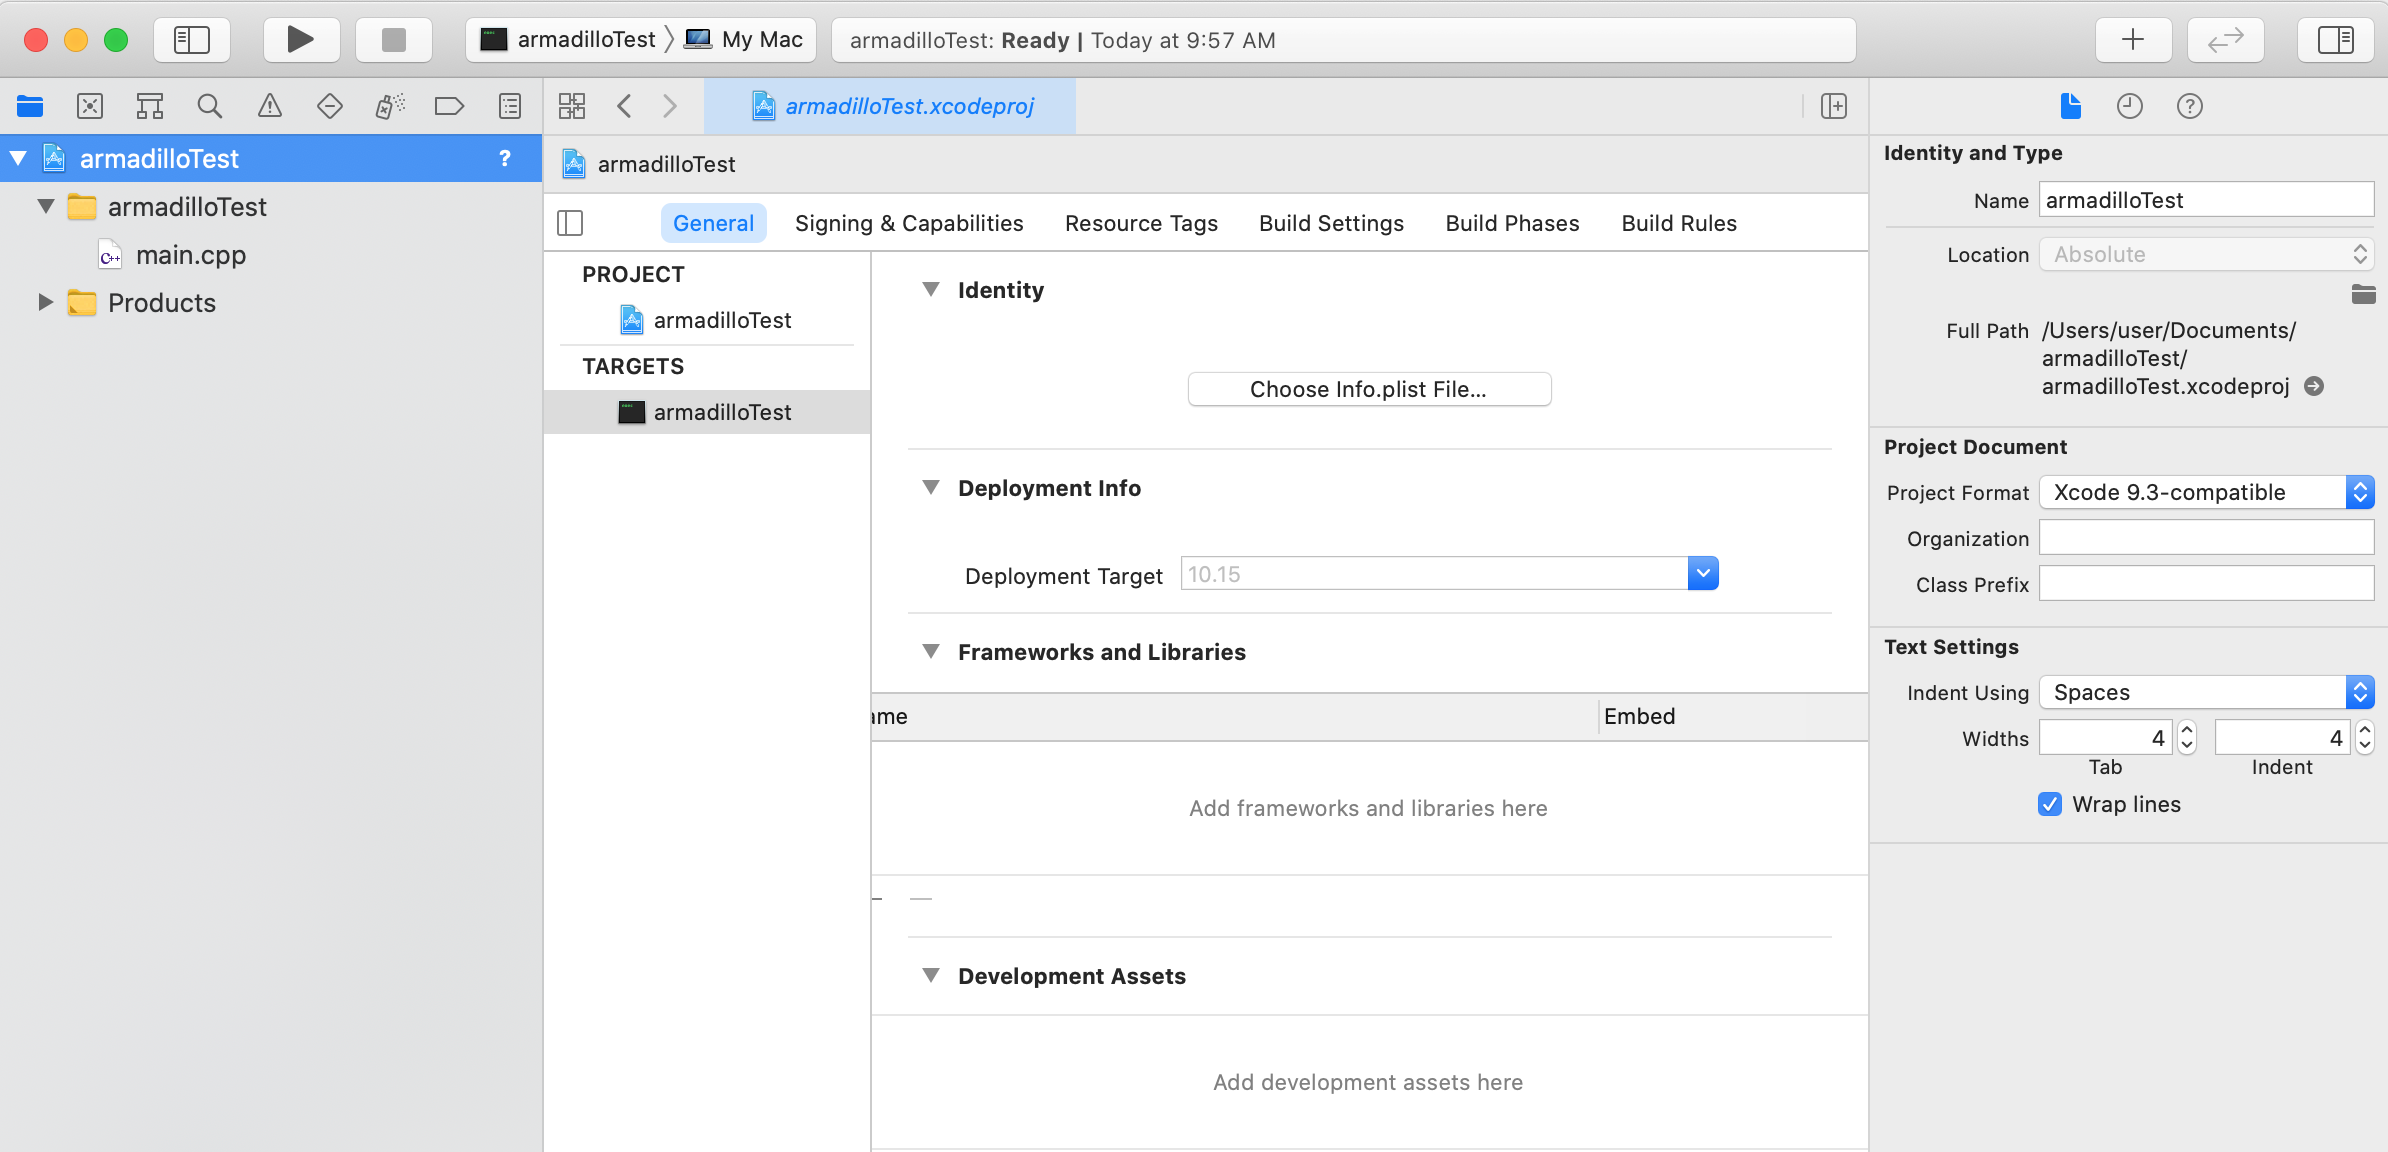 armadilloTest 〉 My Mac
armadilloTest: Ready | Today at 9:57 AM
armadilloTest.xcodeproj
armadilloTest ?
armadilloTest
main.cpp
Products
armadilloTest
General Signing & Capabilities Resource Tags Build Settings Build Phases Build Rules
PROJECT
armadilloTest
TARGETS
armadilloTest
Identity
Choose Info.plist File...
Deployment Info
Deployment Target 10.15
Frameworks and Libraries
ame Embed
Add frameworks and libraries here
Development Assets
Add development assets here
Identity and Type
Name armadilloTest
Location Absolute
Full Path /Users/user/Documents/
armadilloTest/
armadilloTest.xcodeproj
Project Document
Project Format Xcode 9.3-compatible
Organization
Class Prefix
Text Settings
Indent Using Spaces
Widths 4 4
Tab Indent
Wrap lines